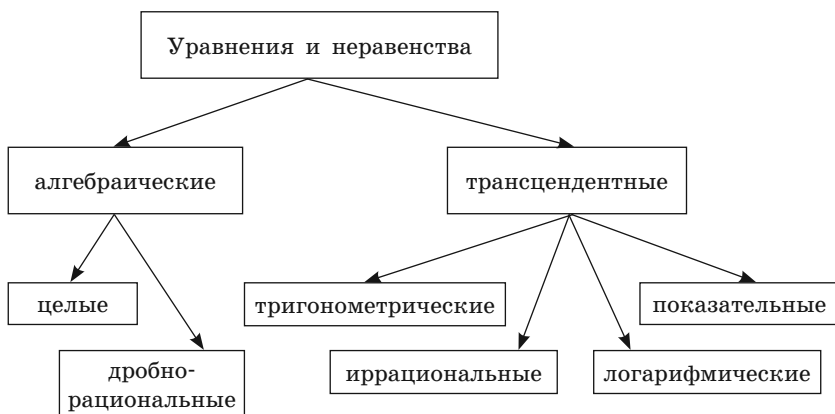 Уравнения и неравенства
алгебраические
трансцендентные
целые
тригонометрические
показательные
дробно-
рациональные
иррациональные
логарифмические